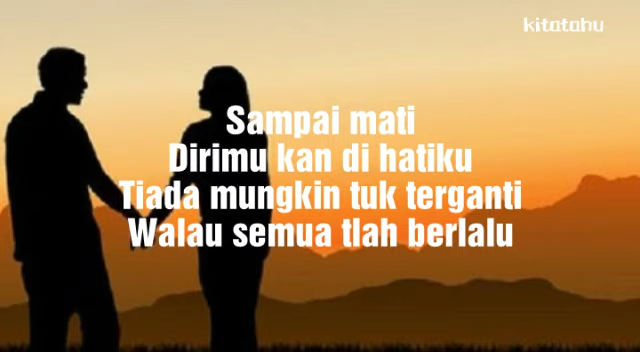 kitatahu
Sampai mati
Dirimu kan di hatiku
Tiada mungkin tuk terganti
Walau semua tlah berlalu